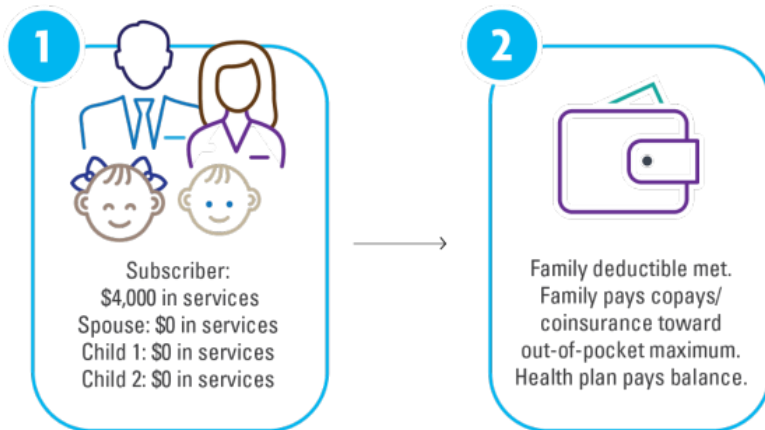 1
Subscriber:
$4,000 in services
Spouse: $0 in services
Child 1: $0 in services
Child 2: $0 in services
2
Family deductible met.
Family pays copays/
coinsurance toward
out-of-pocket maximum.
Health plan pays balance.